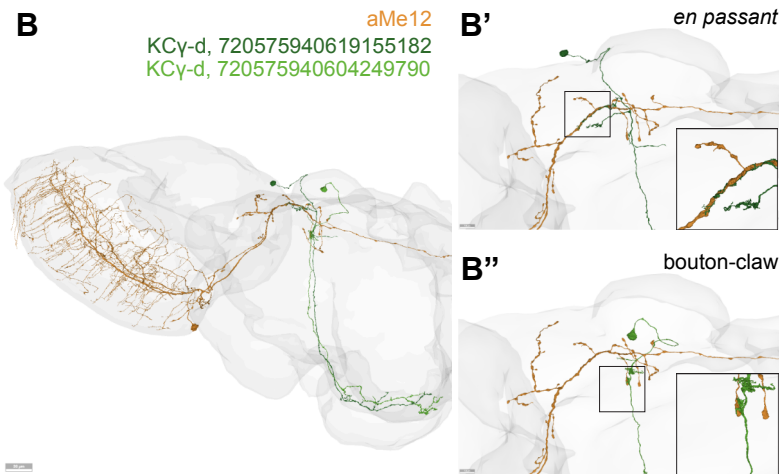 B
aMe12
KCγ-d, 720575940619155182
KCγ-d, 720575940604249790
B'
en passant
B"
bouton-claw